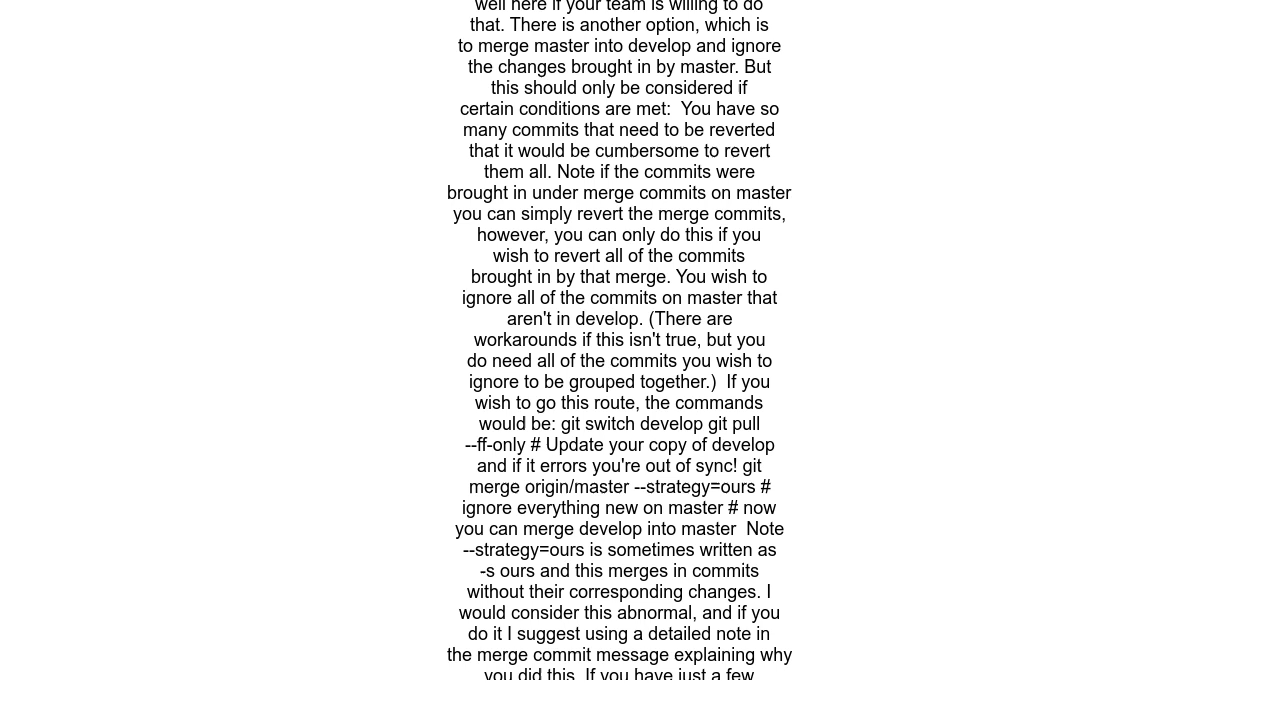 well here if your team is willing to do
that. There is another option, which is
to merge master into develop and ignore
the changes brought in by master. But
this should only be considered if
certain conditions are met:  You have so
many commits that need to be reverted
that it would be cumbersome to revert
them all. Note if the commits were
brought in under merge commits on master
you can simply revert the merge commits,
however, you can only do this if you
wish to revert all of the commits
brought in by that merge. You wish to
ignore all of the commits on master that
aren't in develop. (There are
workarounds if this isn't true, but you
do need all of the commits you wish to
ignore to be grouped together.)  If you
wish to go this route, the commands
would be: git switch develop git pull
--ff-only # Update your copy of develop
and if it errors you're out of sync! git
merge origin/master --strategy=ours #
ignore everything new on master # now
you can merge develop into master  Note
--strategy=ours is sometimes written as
-s ours and this merges in commits
without their corresponding changes. I
would consider this abnormal, and if you
do it I suggest using a detailed note in
the merge commit message explaining why
you did this. If you have just a few